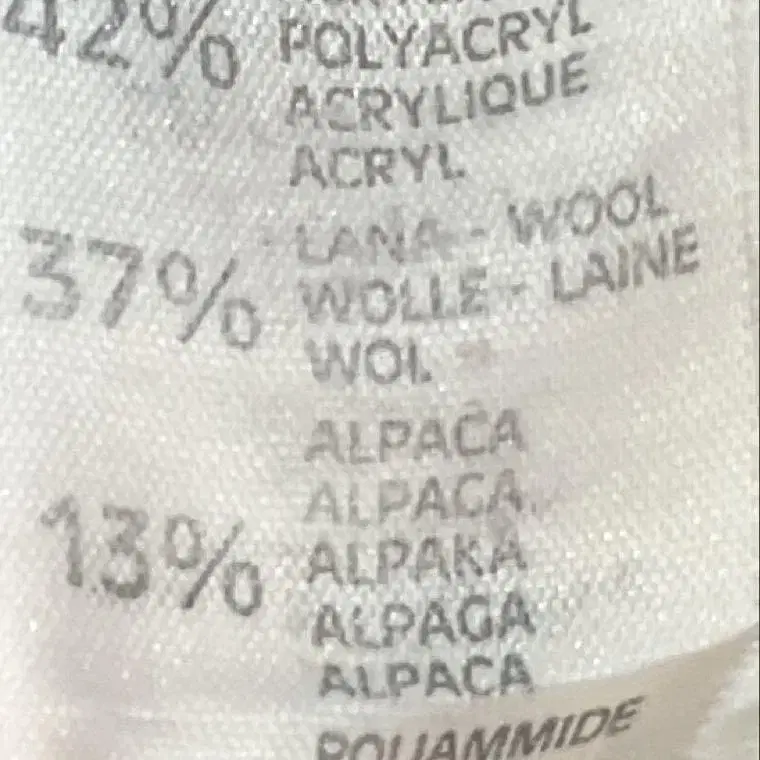 42% POLYACRYL
ACRYLIQUE
ACRYL
37% LANA - WOOL
WOLLE - LAINE
WOL
13% ALPACA
ALPACA
ALPAKA
ALPAGA
ALPACA
POLIAMMIDE